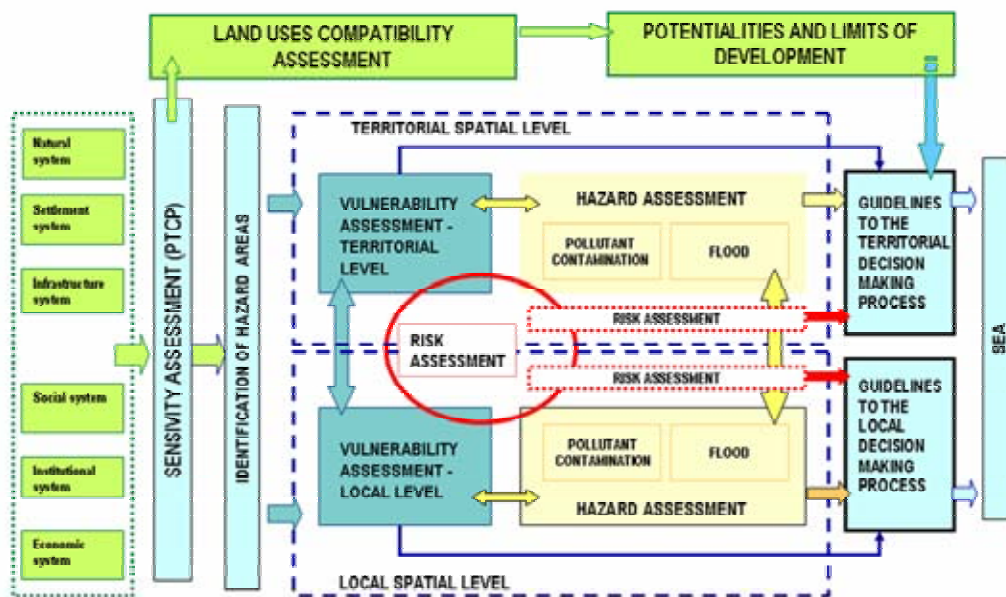 LAND USES COMPATIBILITY
ASSESSMENT
POTENTIALITIES AND LIMITS OF
DEVELOPMENT
Natural
system
Settlement
system
Infrastructure
system
Social system
Institutional
system
Economic
system
SENSIVITY ASSESSMENT (PTCP)
IDENTIFICATION OF HAZARD AREAS
TERRITORIAL SPATIAL LEVEL
VULNERABILITY
ASSESSMENT -
TERRITORIAL
LEVEL
HAZARD ASSESSMENT
POLLUTANT
CONTAMINATION
FLOOD
RISK ASSESSMENT
RISK
ASSESSMENT
RISK ASSESSMENT
VULNERABILITY
ASSESSMENT -
LOCAL LEVEL
POLLUTANT
CONTAMINATION
FLOOD
HAZARD ASSESSMENT
LOCAL SPATIAL LEVEL
GUIDELINES
TO THE
TERRITORIAL
DECISION
MAKING
PROCESS
GUIDELINES
TO THE
LOCAL
DECISION
MAKING
PROCESS
SEA